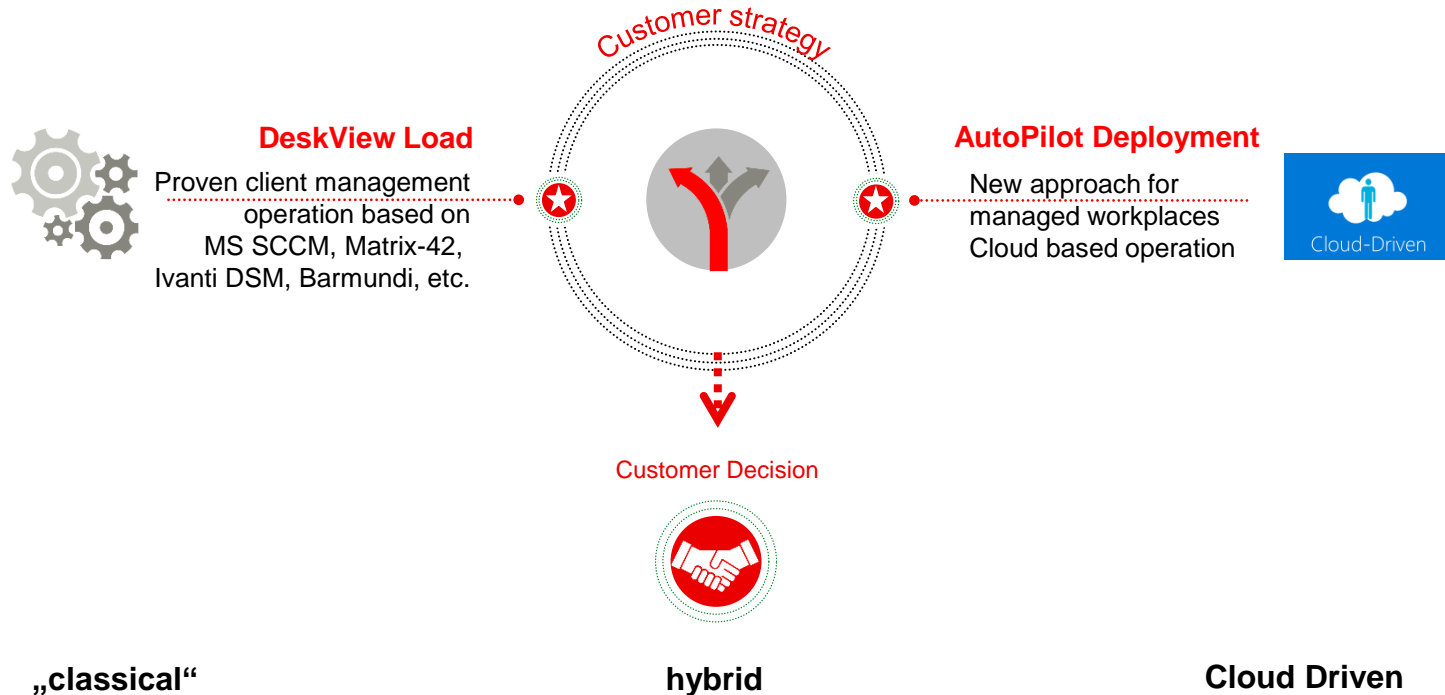 Customer strategy
DeskView Load
Proven client management
operation based on
MS SCCM, Matrix-42,
Ivanti DSM, Barmundi, etc.
AutoPilot Deployment
New approach for
managed workplaces
Cloud based operation
Cloud-Driven
Customer Decision
„classical“
hybrid
Cloud Driven